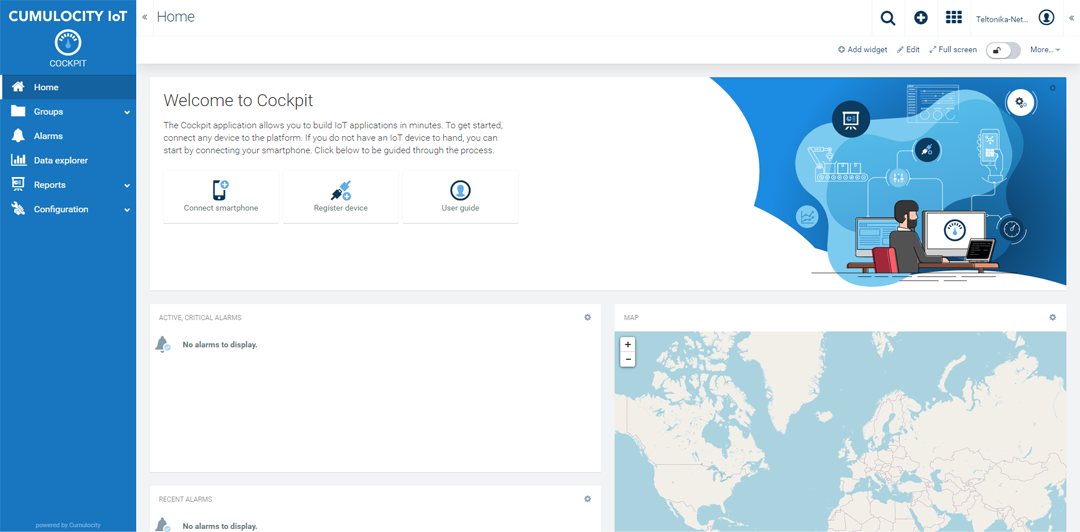 CUMULOCITY IoT
COCKPIT
Home
Groups
Alarms
Data explorer
Reports
Configuration
powered by Cumulocity
« Home
Teltonika-Net...
«
Add widget
Edit
Full screen
More...
Welcome to Cockpit
The Cockpit application allows you to build IoT applications in minutes. To get started,
connect any device to the platform. If you do not have an IoT device to hand, you can
start by connecting your smartphone. Click below to be guided through the process.
Connect smartphone
Register device
User guide
ACTIVE, CRITICAL ALARMS
No alarms to display.
MAP
+
−
RECENT ALARMS
No alarms to display.